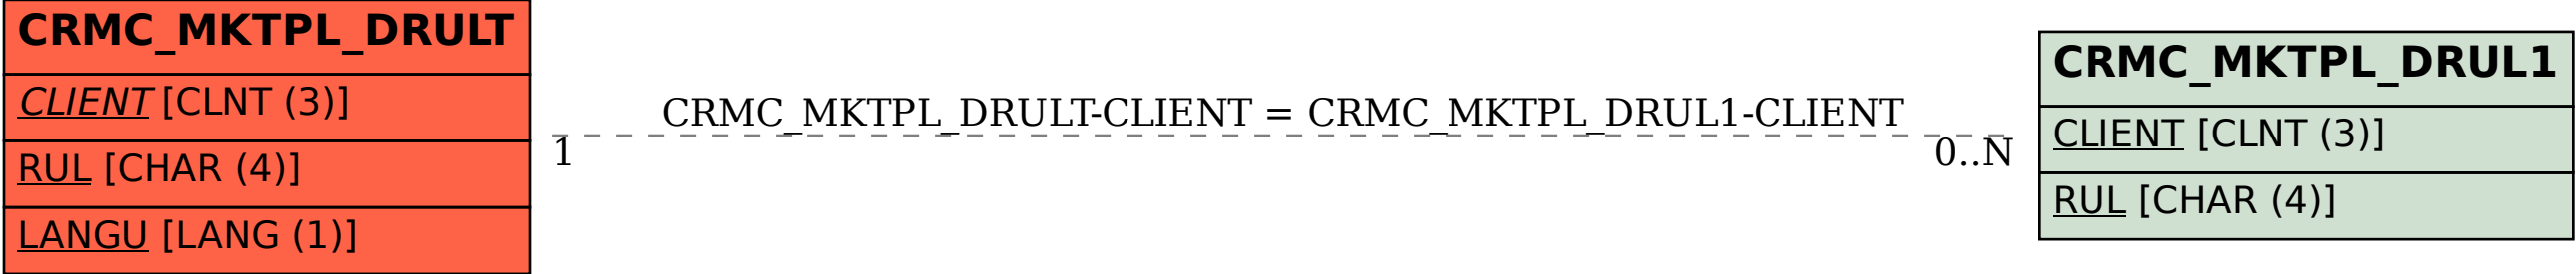 CRMC_MKTPL_DRULT
CLIENT [CLNT (3)]
RUL [CHAR (4)]
LANGU [LANG (1)]
CRMC_MKTPL_DRULT-CLIENT = CRMC_MKTPL_DRUL1-CLIENT
1
0..N
CRMC_MKTPL_DRUL1
CLIENT [CLNT (3)]
RUL [CHAR (4)]